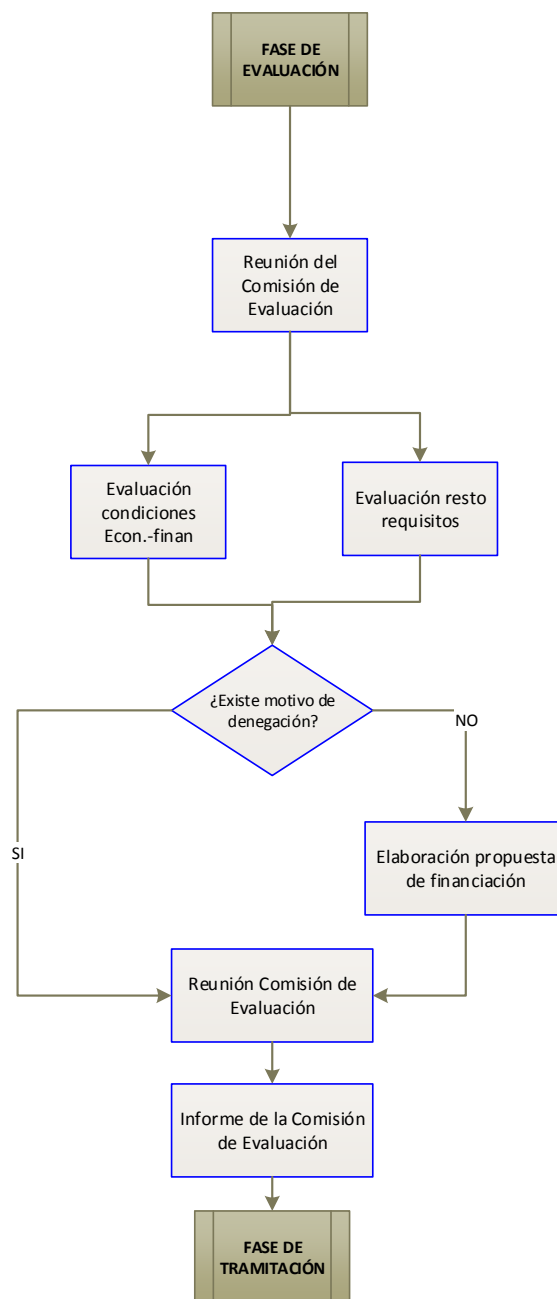 FASE DE
EVALUACIÓN
Reunión del
Comisión de
Evaluación
Evaluación
condiciones
Econ.-finan
Evaluación resto
requisitos
¿Existe motivo de
denegación?
NO
SI
Elaboración propuesta
de financiación
Reunión Comisión de
Evaluación
Informe de la Comisión
de Evaluación
FASE DE
TRAMITACIÓN